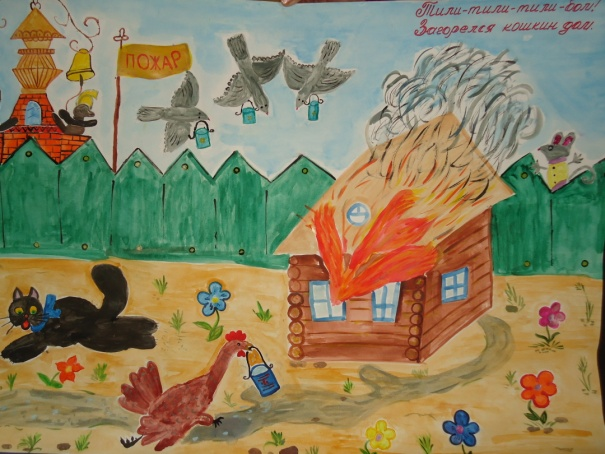 Тили-тили-тили-бом!
Загорелся кошкин дом.
ПОЖАР